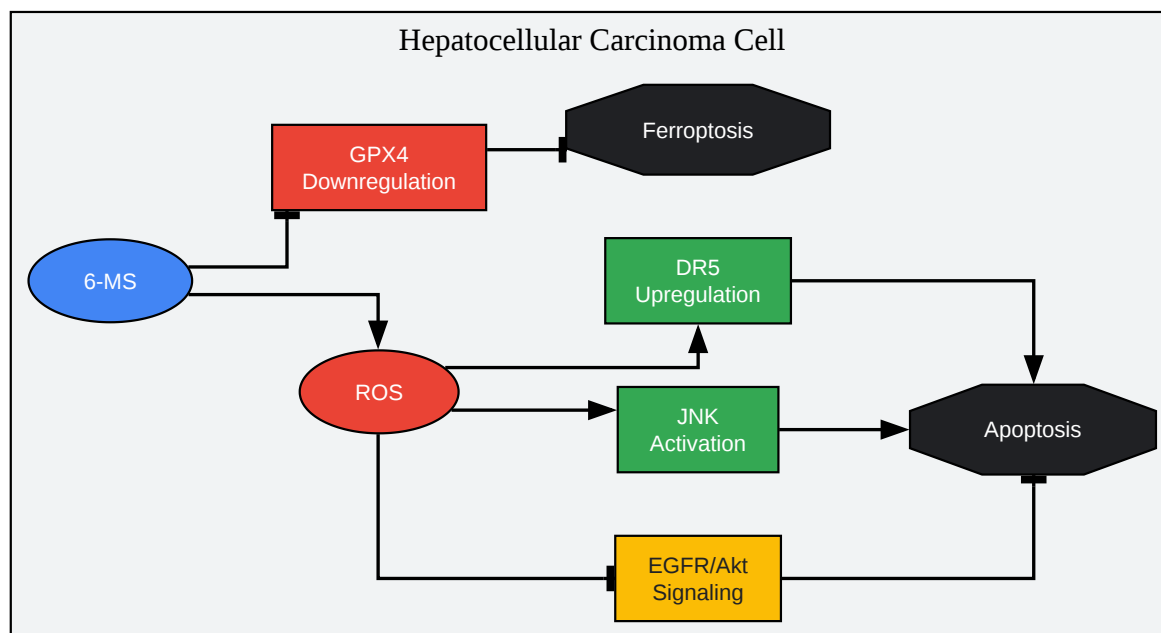 Hepatocellular Carcinoma Cell
Ferroptosis
GPX4
Downregulation
6-MS
DR5
Upregulation
ROS
JNK
Activation
Apoptosis
EGFR/Akt
Signaling